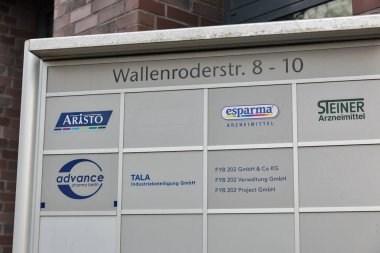 Wallenroderstr. 8 - 10
ARISTO
esparma
ARZNEIMITTEL
STEINER
Arzneimittel
advance
pharma berlin
TALA
Industriebeteiligung GmbH
FYB 202 GmbH & Co KG
FYB 202 Verwaltung GmbH
FYB 202 Project GmbH